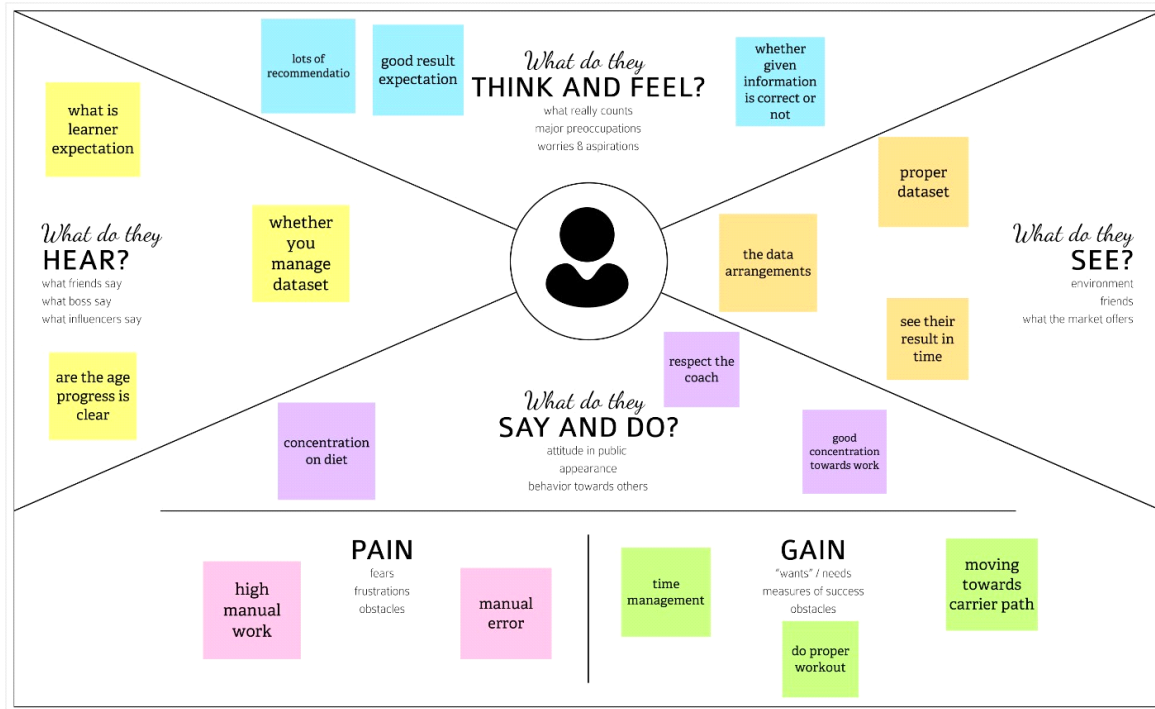 lots of
recommendatio
good result
expectation
What do they
THINK AND FEEL?
what really counts
major preoccupations
worries & aspirations
whether
given
information
is correct or
not
what is
learner
expectation
whether
you
manage
dataset
What do they
HEAR?
what friends say
what boss say
what influencers say
are the age
progress is
clear
proper
dataset
the data
arrangements
What do they
SEE?
environment
friends
what the market offers
see their
result in
time
respect the
coach
What do they
SAY AND DO?
attitude in public
appearance
behavior towards others
concentration
on diet
good
concentration
towards work
PAIN
fears
frustrations
obstacles
high
manual
work
manual
error
GAIN
"wants" / needs
measures of success
obstacles
time
management
do proper
workout
moving
towards
carrier path